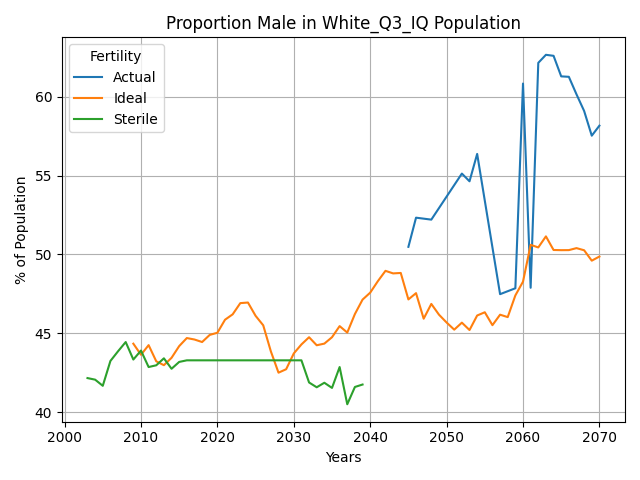 Proportion Male in White_Q3_IQ Population
Fertility
Actual
Ideal
Sterile
% of Population
60
55
50
45
40
2000 2010 2020 2030 2040 2050 2060 2070
Years